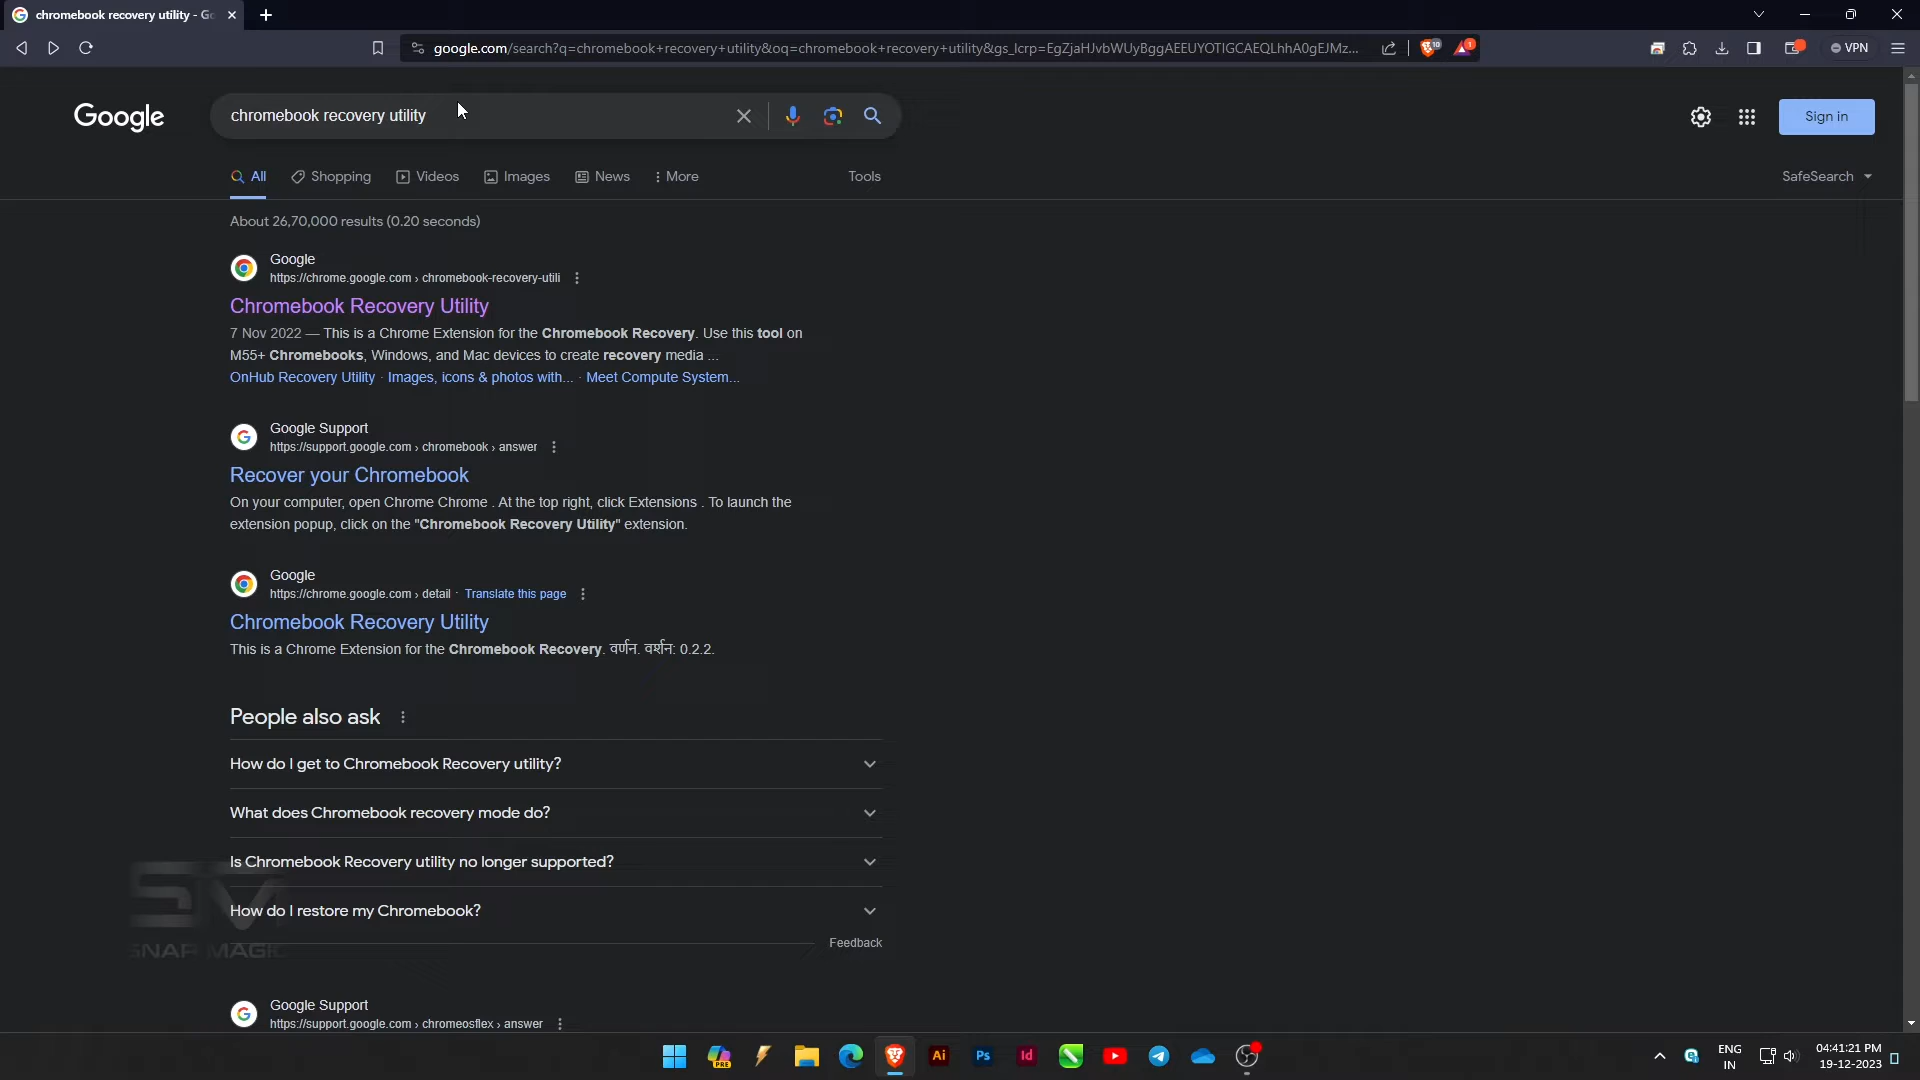 chromebook recovery utility - Go
google.com/search?q=chromebook+recovery+utility&oq=chromebook+recovery+utility&gs_lcrp=EgZjaHJvbWUyBggAEEUYOTIGCAEQLhhA0gEJMz...
10
1
VPN
Google
chromebook recovery utility
Sign in
All
Shopping
Videos
Images
News
More
Tools
SafeSearch
About 26,70,000 results (0.20 seconds)
Google
https://chrome.google.com › chromebook-recovery-utili
Chromebook Recovery Utility
7 Nov 2022 — This is a Chrome Extension for the Chromebook Recovery. Use this tool on
M55+ Chromebooks, Windows, and Mac devices to create recovery media ...
OnHub Recovery Utility · Images, icons & photos with... · Meet Compute System...
Google Support
https://support.google.com › chromebook › answer
Recover your Chromebook
On your computer, open Chrome Chrome . At the top right, click Extensions . To launch the
extension popup, click on the "Chromebook Recovery Utility" extension.
Google
https://chrome.google.com › detail · Translate this page
Chromebook Recovery Utility
This is a Chrome Extension for the Chromebook Recovery. वर्णन. वर्शन: 0.2.2.
People also ask
How do I get to Chromebook Recovery utility?
What does Chromebook recovery mode do?
Is Chromebook Recovery utility no longer supported?
How do I restore my Chromebook?
SNAP MAGIC
Feedback
Google Support
https://support.google.com › chromeosflex › answer
PRE
Ai
Ps
Id
ENG
IN
04:41:21 PM
19-12-2023